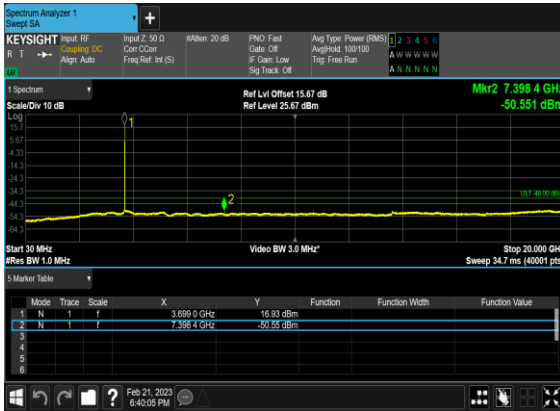 Spectrum Analyzer 1
Swept SA
+
KEYSIGHT Input: RF Input Z: 50 Ω #Atten: 20 dB PNO: Fast Avg Type: Power (RMS) 1 2 3 4 5 6
R T Coupling: DC Corr CCorr Gate: Off Avg|Hold: 100/100 A W W W W W
Align: Auto Freq Ref: Int (S) IF Gain: Low Trig: Free Run
Sig Track: Off A N N N N N
1 Spectrum
Ref Lvl Offset 15.67 dB Mkr2 7.398 4 GHz
Scale/Div 10 dB Ref Level 25.67 dBm -50.551 dBm
Log
15.7
5.67
-4.33
-14.3
-24.3
-34.3
-44.3
-54.3
-64.3
1
2
DL1 -40.00 dBm
Start 30 MHz Video BW 3.0 MHz* Stop 20.000 GHz
#Res BW 1.0 MHz Sweep 34.7 ms (40001 pts)
5 Marker Table
Mode Trace Scale X Y Function Function Width Function Value
1 N 1 f 3.699 0 GHz 16.93 dBm
2 N 1 f 7.398 4 GHz -50.55 dBm
3
4
5
6
? Feb 21, 2023
6:40:05 PM